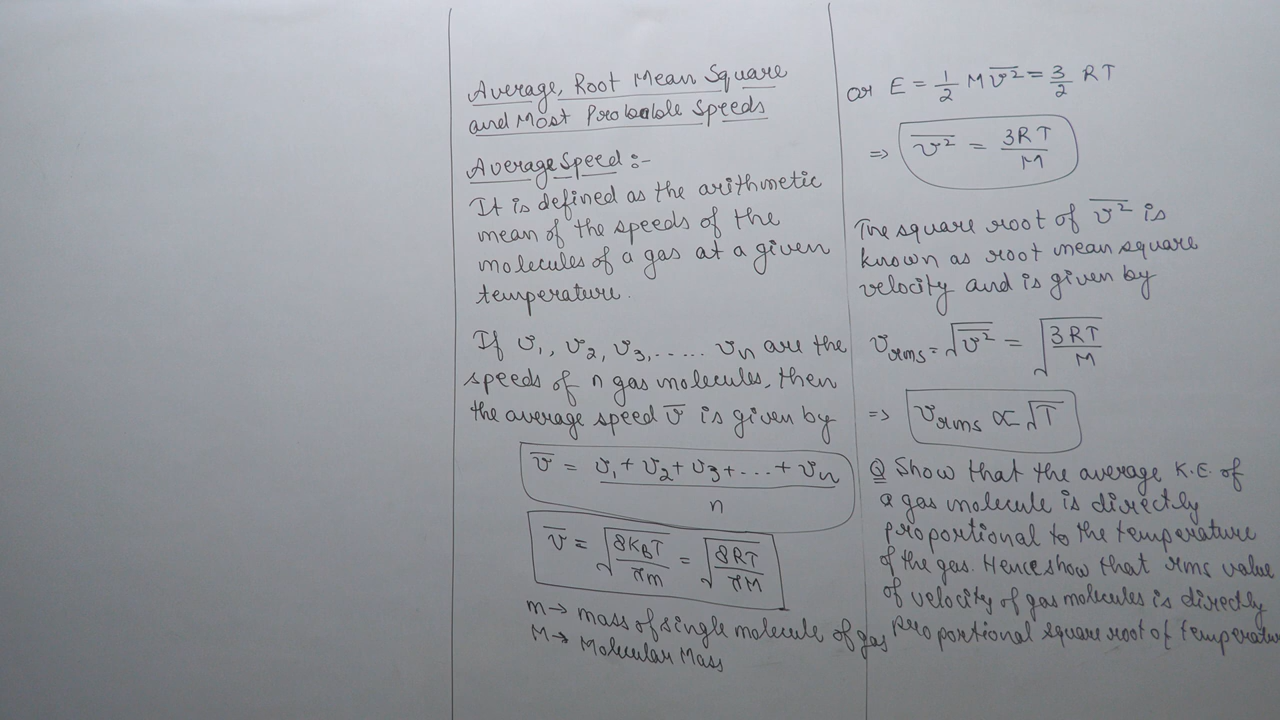 Average, Root Mean Square
and Most Probable Speeds
Average Speed :-
It is defined as the arithmetic
mean of the speeds of the
molecules of a gas at a given
temperature.
If v₁, v₂, v₃, ..... vₙ are the
speeds of n gas molecules, then
the average speed v̅ is given by
v̅ = (v₁ + v₂ + v₃ + ... + vₙ) / n
v̅ = √(8K_BT / πm) = √(8RT / πM)
m → mass of single molecule of gas
M → Molecular Mass
or E = 1/2 M v̅² = 3/2 RT
⇒ v̅² = 3RT / M
The square root of v̅² is
known as root mean square
velocity and is given by
v_rms = √v̅² = √(3RT / M)
⇒ v_rms ∝ √T
Q Show that the average K.E. of
a gas molecule is directly
proportional to the temperature
of the gas. Hence show that rms value
of velocity of gas molecules is directly
proportional square root of temperature